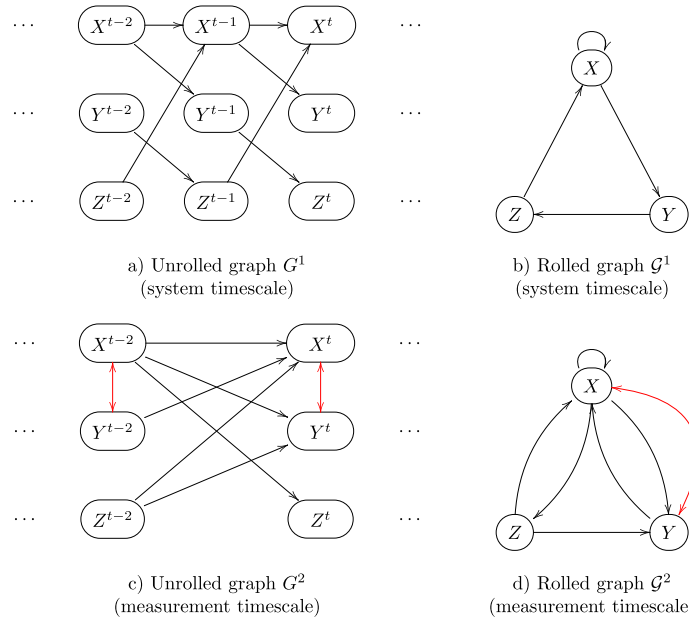 ··· X^{t−2} X^{t−1} X^t ···
X
··· Y^{t−2} Y^{t−1} Y^t ···
··· Z^{t−2} Z^{t−1} Z^t ···
Z Y
a) Unrolled graph G^1
(system timescale)
b) Rolled graph 𝒢^1
(system timescale)
··· X^{t−2} X^t ···
X
··· Y^{t−2} Y^t ···
··· Z^{t−2} Z^t ···
Z Y
c) Unrolled graph G^2
(measurement timescale)
d) Rolled graph 𝒢^2
(measurement timescale